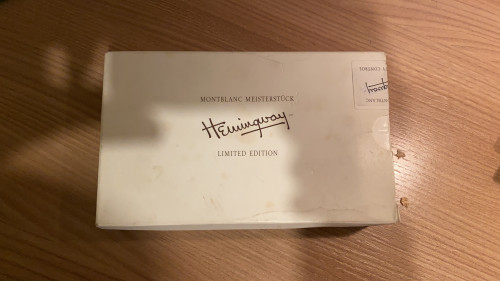 MONTBLANC MEISTERSTÜCK
Hemingway
LIMITED EDITION